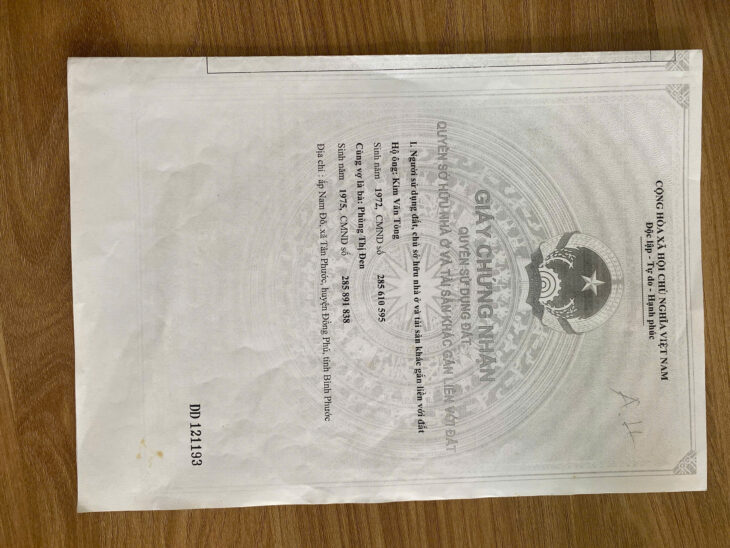 CỘNG HÒA XÃ HỘI CHỦ NGHĨA VIỆT NAM
Độc lập - Tự do - Hạnh phúc
A.H
GIẤY CHỨNG NHẬN
QUYỀN SỬ DỤNG ĐẤT
QUYỀN SỞ HỮU NHÀ Ở VÀ TÀI SẢN KHÁC GẮN LIỀN VỚI ĐẤT
I. Người sử dụng đất, chủ sở hữu nhà ở và tài sản khác gắn liền với đất
Hộ ông: Kim Văn Tòng
Sinh năm 1972, CMND số 285 610 595
Cùng vợ là bà: Phùng Thị Đen
Sinh năm 1975, CMND số 285 891 838
Địa chỉ : ấp Nam Đô, xã Tân Phước, huyện Đồng Phú, tỉnh Bình Phước
DD 121193